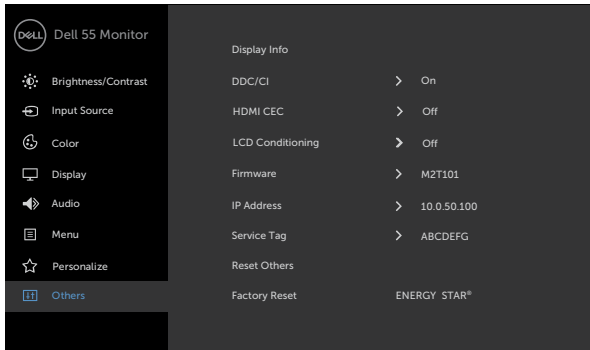 DELL Dell 55 Monitor
Display Info
Brightness/Contrast DDC/CI On
Input Source HDMI CEC Off
Color LCD Conditioning Off
Display Firmware M2T101
Audio IP Address 10.0.50.100
Menu Service Tag ABCDEFG
Personalize Reset Others
Others Factory Reset ENERGY STAR®